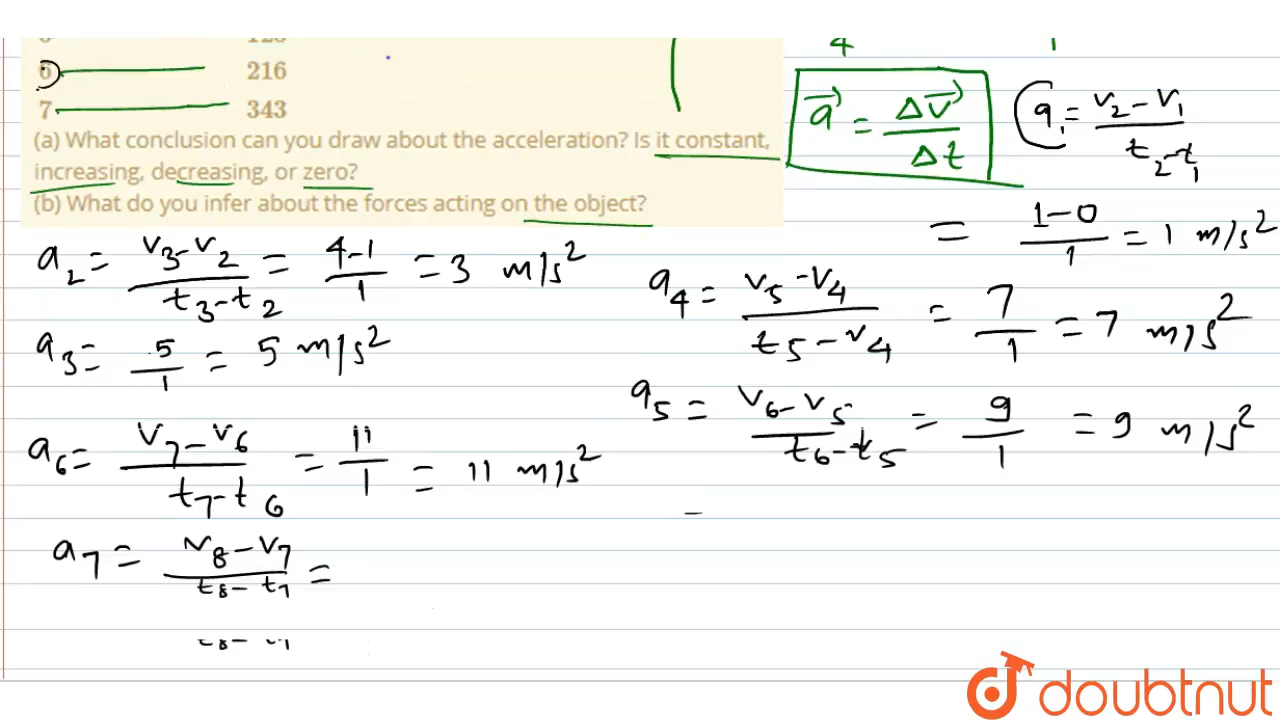 6 216
7 343
(a) What conclusion can you draw about the acceleration? Is it constant,
increasing, decreasing, or zero?
(b) What do you infer about the forces acting on the object?
4 1
a⃗ = Δv⃗ / Δt
a₁ = v₂ – v₁ / t₂ – t₁
= 1 – 0 / 1 = 1 m/s²
a₂ = v₃ – v₂ / t₃ – t₂ = 4 – 1 / 1 = 3 m/s²
a₃ = 5 / 1 = 5 m/s²
a₄ = v₅ – v₄ / t₅ – v₄ = 7 / 1 = 7 m/s²
a₅ = v₆ – v₅ / t₆ – t₅ = 9 / 1 = 9 m/s²
a₆ = v₇ – v₆ / t₇ – t₆ = 11 / 1 = 11 m/s²
a₇ = v₈ – v₇ / t₈ – t₇ =
doubtnut